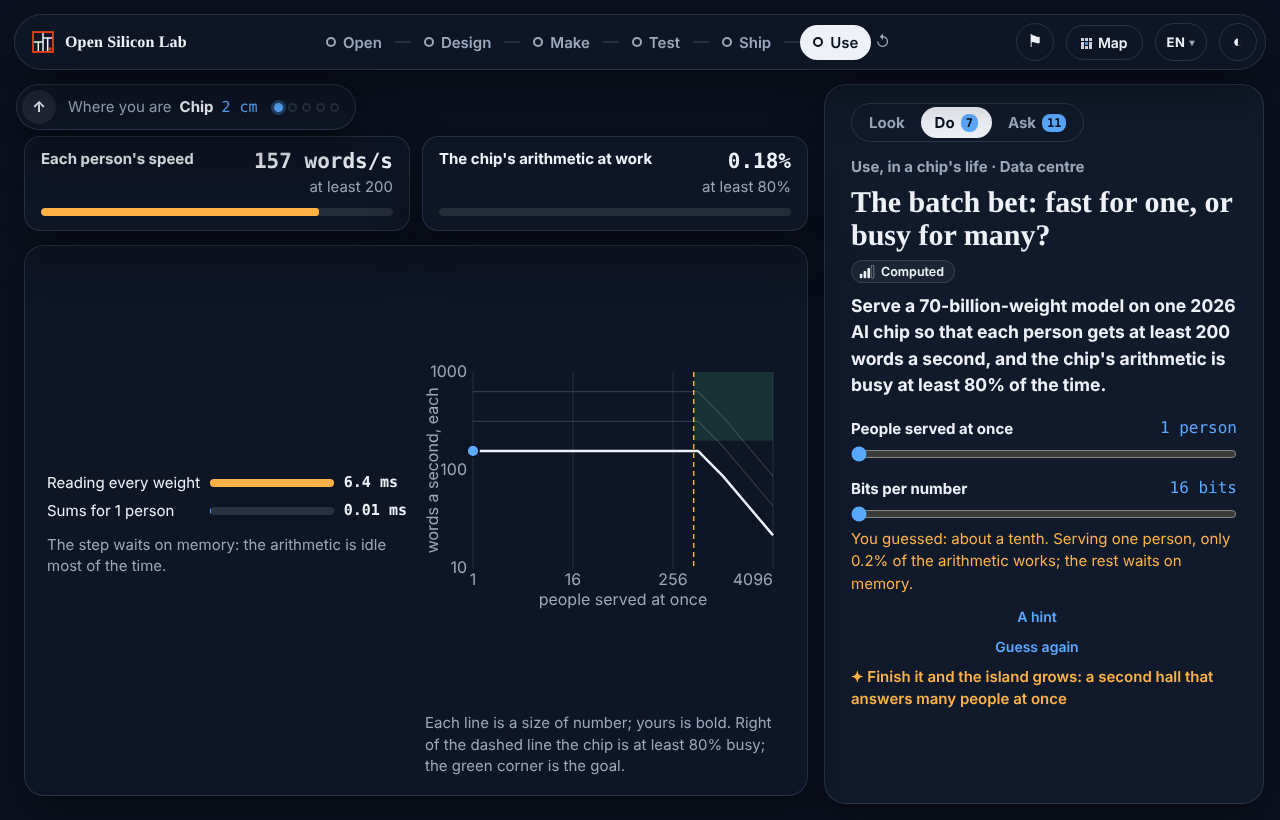 Open Silicon Lab
Open
Design
Make
Test
Ship
Use
Map
EN
Where you are Chip 2 cm
Each person's speed
157 words/s
at least 200
The chip's arithmetic at work
0.18%
at least 80%
Reading every weight
6.4 ms
Sums for 1 person
0.01 ms
The step waits on memory: the arithmetic is idle
most of the time.
words a second, each
1000
100
10
1
16
256
4096
people served at once
Each line is a size of number; yours is bold. Right
of the dashed line the chip is at least 80% busy;
the green corner is the goal.
Look
Do 7
Ask 11
Use, in a chip's life · Data centre
The batch bet: fast for one, or
busy for many?
Computed
Serve a 70-billion-weight model on one 2026
AI chip so that each person gets at least 200
words a second, and the chip's arithmetic is
busy at least 80% of the time.
People served at once
1 person
Bits per number
16 bits
You guessed: about a tenth. Serving one person, only
0.2% of the arithmetic works; the rest waits on
memory.
A hint
Guess again
✦ Finish it and the island grows: a second hall that
answers many people at once